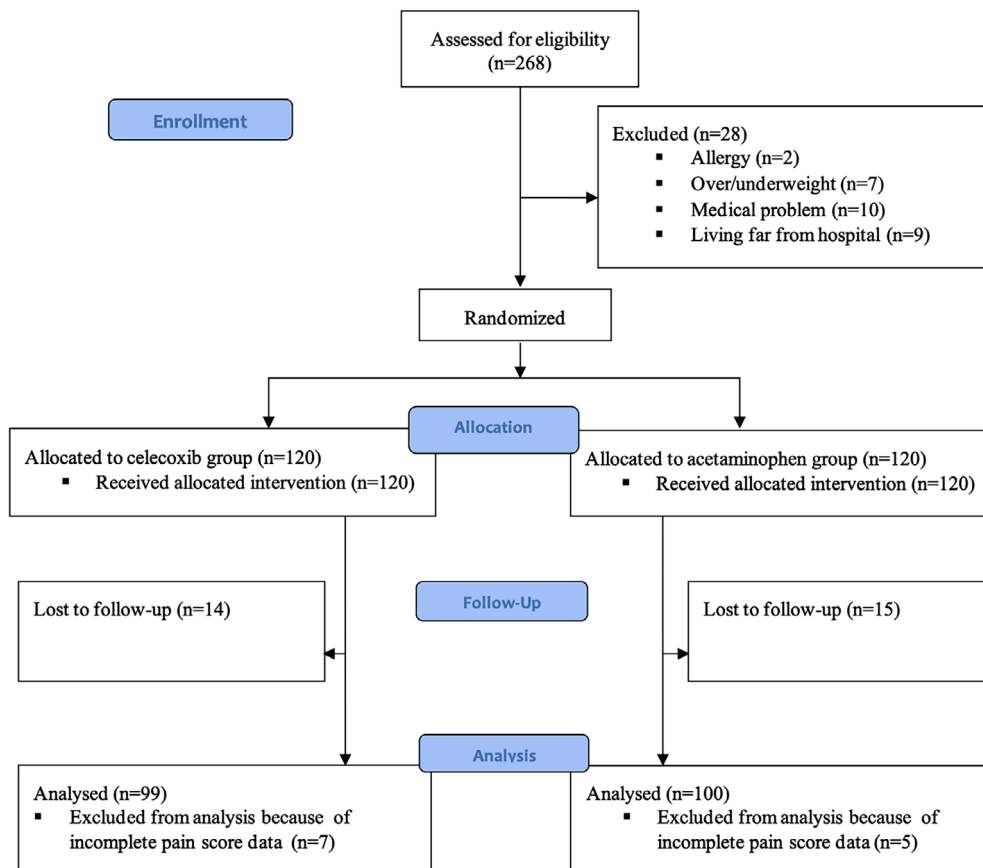 Assessed for eligibility
(n=268)
Enrollment
Excluded (n=28)
▪ Allergy (n=2)
▪ Over/underweight (n=7)
▪ Medical problem (n=10)
▪ Living far from hospital (n=9)
Randomized
Allocation
Allocated to celecoxib group (n=120)
▪ Received allocated intervention (n=120)
Allocated to acetaminophen group (n=120)
▪ Received allocated intervention (n=120)
Follow-Up
Lost to follow-up (n=14)
Lost to follow-up (n=15)
Analysis
Analysed (n=99)
▪ Excluded from analysis because of
incomplete pain score data (n=7)
Analysed (n=100)
▪ Excluded from analysis because of
incomplete pain score data (n=5)